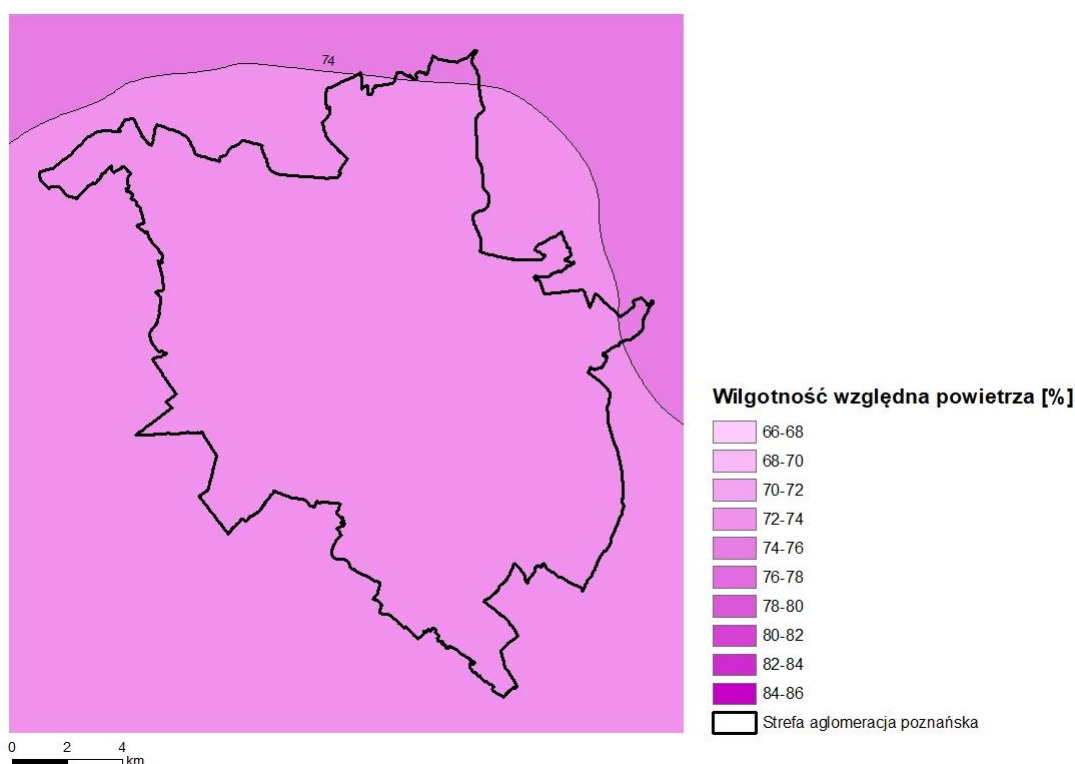 74
Wilgotność względna powietrza [%]
66-68
68-70
70-72
72-74
74-76
76-78
78-80
80-82
82-84
84-86
Strefa aglomeracja poznańska
0 2 4
km